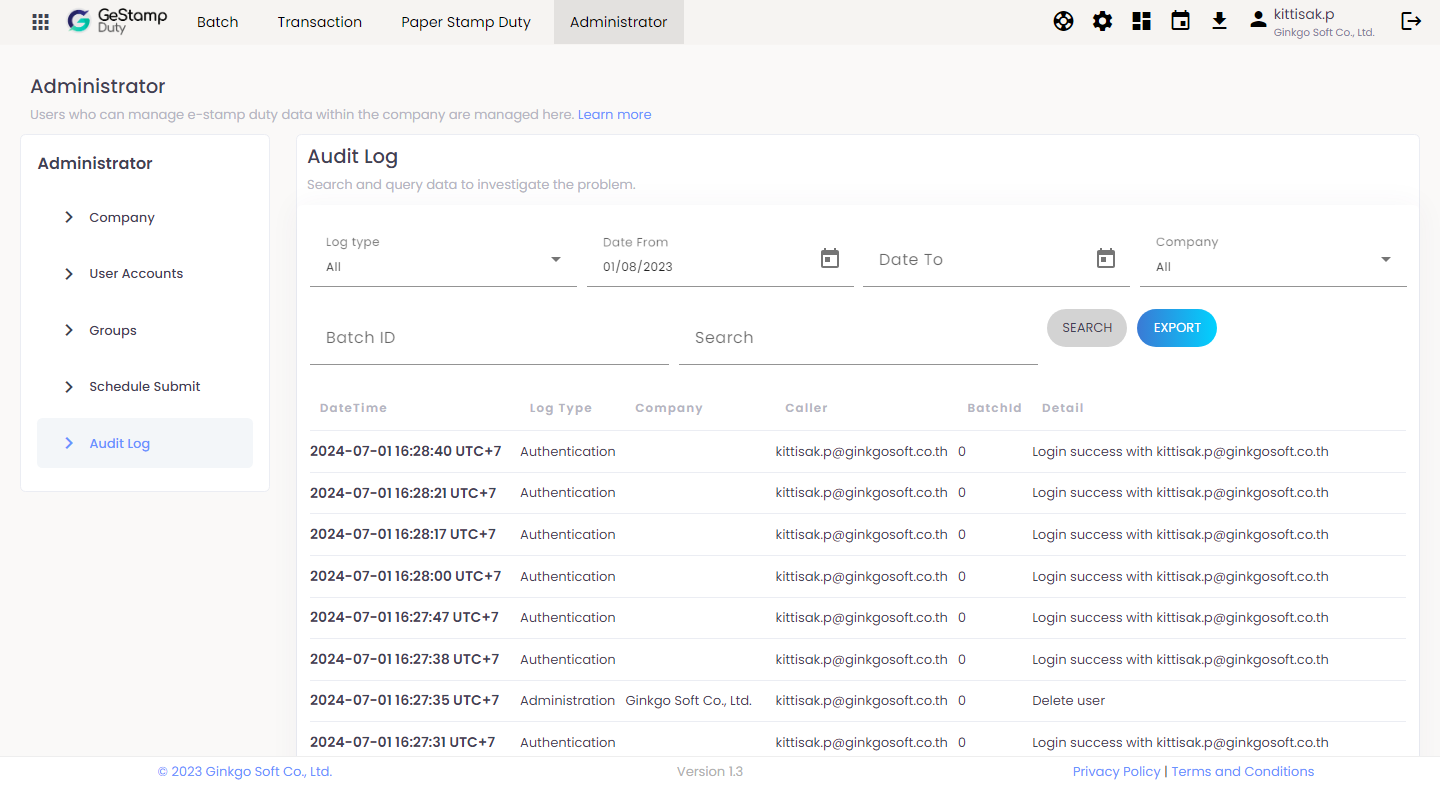 GeStamp
Duty
Batch
Transaction
Paper Stamp Duty
Administrator
kittisak.p
Ginkgo Soft Co., Ltd.
Administrator
Users who can manage e-stamp duty data within the company are managed here. Learn more
Administrator
Company
User Accounts
Groups
Schedule Submit
Audit Log
Audit Log
Search and query data to investigate the problem.
Log type
All
Date From
01/08/2023
Date To
Company
All
Batch ID
Search
SEARCH
EXPORT
DateTime Log Type Company Caller BatchId Detail
2024-07-01 16:28:40 UTC+7 Authentication kittisak.p@ginkgosoft.co.th 0 Login success with kittisak.p@ginkgosoft.co.th
2024-07-01 16:28:21 UTC+7 Authentication kittisak.p@ginkgosoft.co.th 0 Login success with kittisak.p@ginkgosoft.co.th
2024-07-01 16:28:17 UTC+7 Authentication kittisak.p@ginkgosoft.co.th 0 Login success with kittisak.p@ginkgosoft.co.th
2024-07-01 16:28:00 UTC+7 Authentication kittisak.p@ginkgosoft.co.th 0 Login success with kittisak.p@ginkgosoft.co.th
2024-07-01 16:27:47 UTC+7 Authentication kittisak.p@ginkgosoft.co.th 0 Login success with kittisak.p@ginkgosoft.co.th
2024-07-01 16:27:38 UTC+7 Authentication kittisak.p@ginkgosoft.co.th 0 Login success with kittisak.p@ginkgosoft.co.th
2024-07-01 16:27:35 UTC+7 Administration Ginkgo Soft Co., Ltd. kittisak.p@ginkgosoft.co.th 0 Delete user
2024-07-01 16:27:31 UTC+7 Authentication kittisak.p@ginkgosoft.co.th 0 Login success with kittisak.p@ginkgosoft.co.th
© 2023 Ginkgo Soft Co., Ltd.
Version 1.3
Privacy Policy | Terms and Conditions